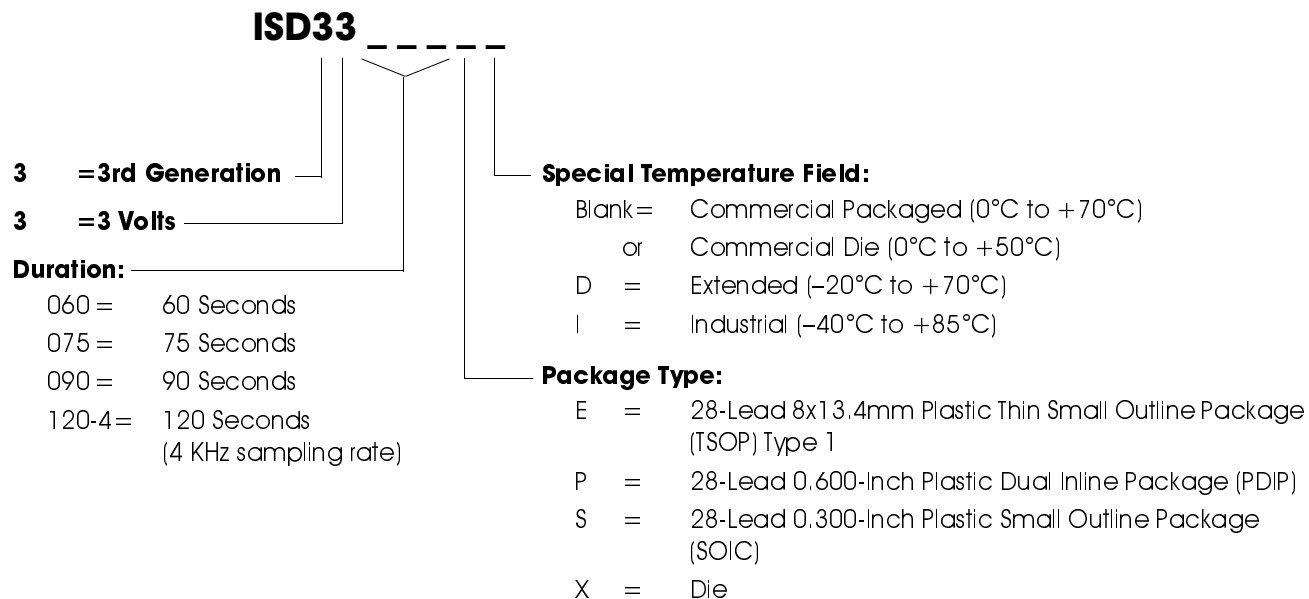 ISD33 _ _ _ _ _
3 =3rd Generation
3 =3 Volts
Duration:
060 = 60 Seconds
075 = 75 Seconds
090 = 90 Seconds
120-4= 120 Seconds
(4 KHz sampling rate)
Special Temperature Field:
Blank= Commercial Packaged (0°C to +70°C)
or Commercial Die (0°C to +50°C)
D = Extended (–20°C to +70°C)
I = Industrial (–40°C to +85°C)
Package Type:
E = 28-Lead 8x13.4mm Plastic Thin Small Outline Package
(TSOP) Type 1
P = 28-Lead 0.600-Inch Plastic Dual Inline Package (PDIP)
S = 28-Lead 0.300-Inch Plastic Small Outline Package
(SOIC)
X = Die